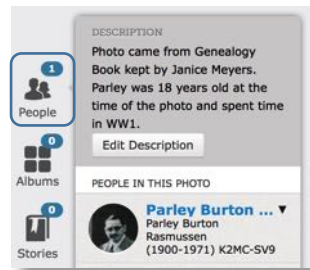 1
People
0
Albums
0
Stories
DESCRIPTION
Photo came from Genealogy
Book kept by Janice Meyers.
Parley was 18 years old at the
time of the photo and spent time
in WW1.
Edit Description
PEOPLE IN THIS PHOTO
Parley Burton ... ▼
Parley Burton
Rasmussen
(1900-1971) K2MC-SV9